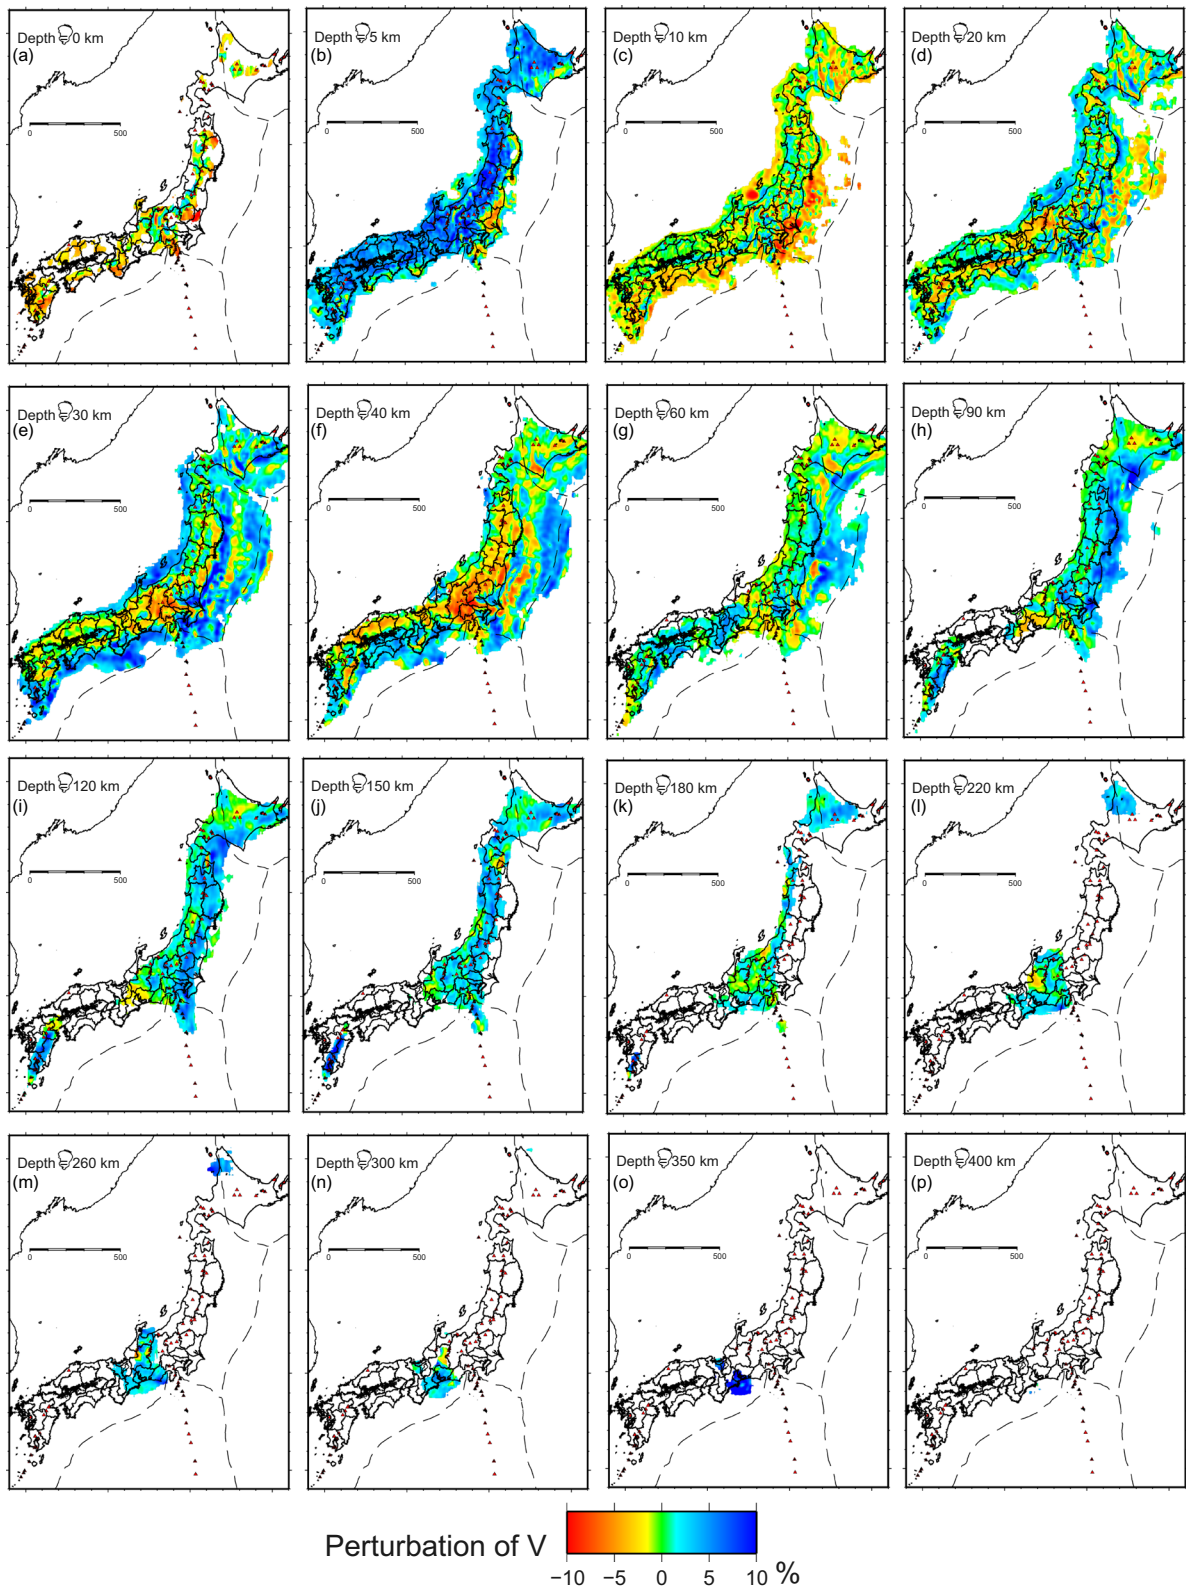 Depth 0 km
(a)
0 500
Depth 5 km
(b)
0 500
Depth 10 km
(c)
0 500
Depth 20 km
(d)
0 500
Depth 30 km
(e)
0 500
Depth 40 km
(f)
0 500
Depth 60 km
(g)
0 500
Depth 90 km
(h)
0 500
Depth 120 km
(i)
0 500
Depth 150 km
(j)
0 500
Depth 180 km
(k)
0 500
Depth 220 km
(l)
0 500
Depth 260 km
(m)
0 500
Depth 300 km
(n)
0 500
Depth 350 km
(o)
0 500
Depth 400 km
(p)
0 500
Perturbation of V
−10 −5 0 5 10 %